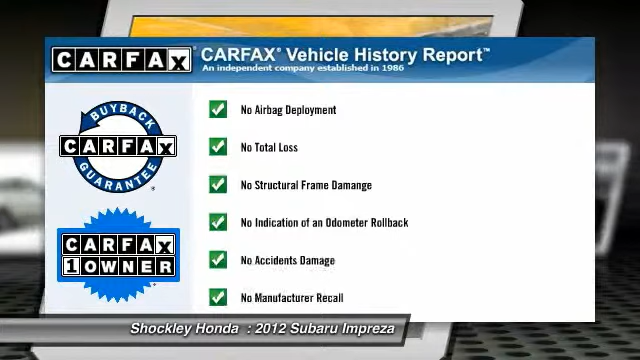 CARFAX
CARFAX® Vehicle History Report™
An independent company established in 1986
BUYBACK
CARFAX
GUARANTEE
CARFAX
1 OWNER
No Airbag Deployment
No Total Loss
No Structural Frame Damange
No Indication of an Odometer Rollback
No Accidents Damage
No Manufacturer Recall
Shockley Honda : 2012 Subaru Impreza